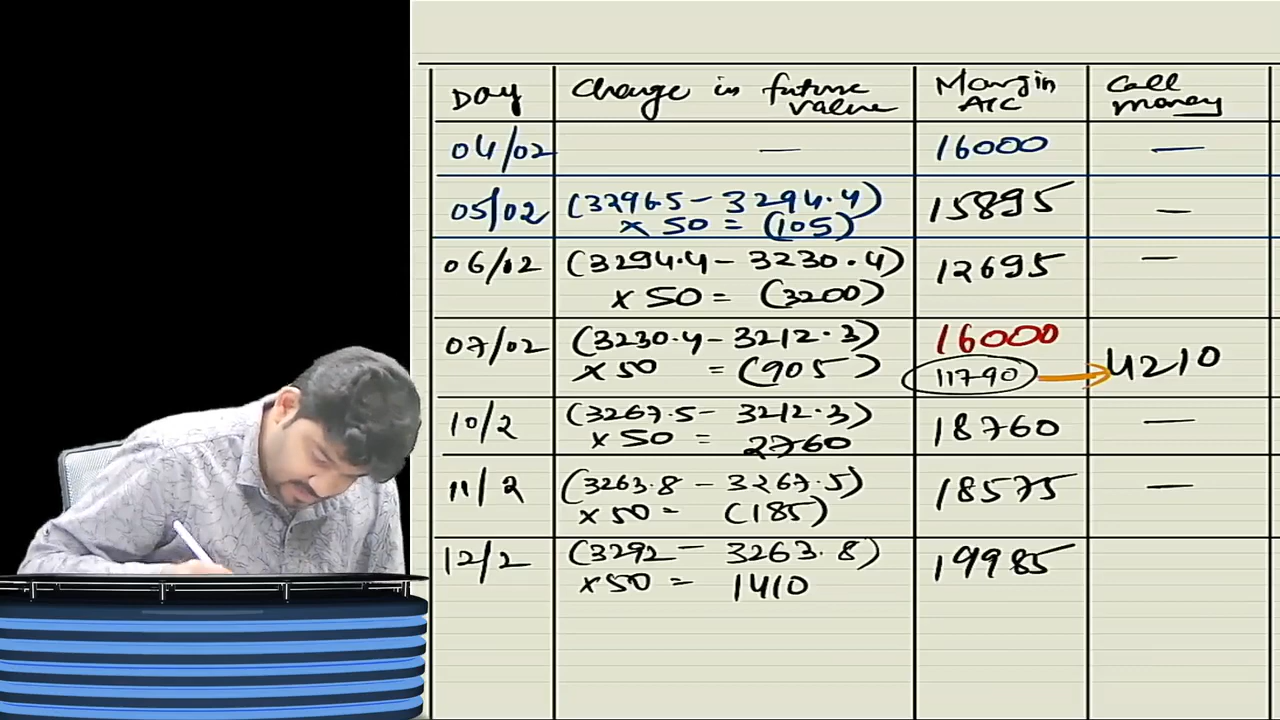 Day Change in future value Margin A/C Call money
04/02 — 16000 —
05/02 (3296.5 - 3294.4) 15895 —
x 50 = (105)
06/02 (3294.4 - 3230.4) 12695 —
x 50 = (3200)
07/02 (3230.4 - 3212.3) 16000
x 50 = (905) 11790 → 4210
10/2 (3267.5 - 3212.3) 18760 —
x 50 = 2760
11/2 (3263.8 - 3267.5) 18575 —
x 50 = (185)
12/2 (3292 - 3263.8) 19985
x 50 = 1410